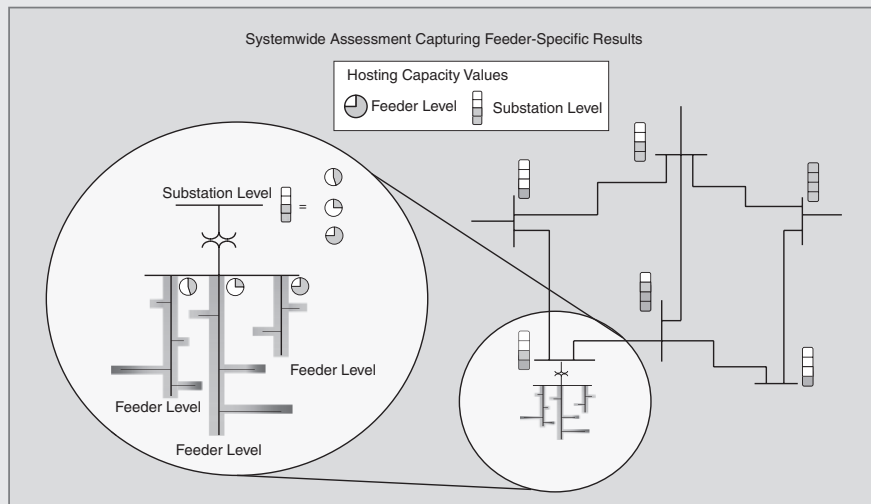 Systemwide Assessment Capturing Feeder-Specific Results
Hosting Capacity Values
Feeder Level
Substation Level
Substation Level
=
Feeder Level
Feeder Level
Feeder Level